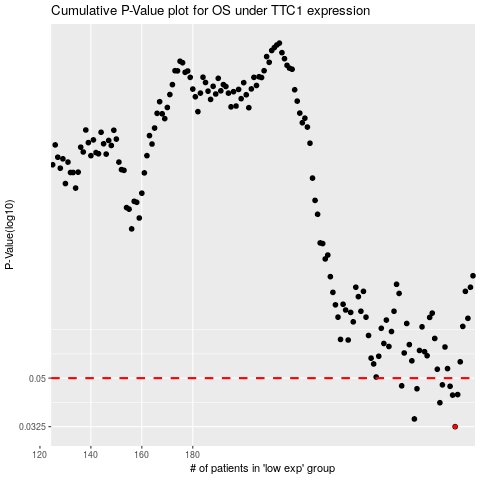 Cumulative P-Value plot for OS under TTC1 expression
P-Value(log10)
0.05
0.0325
120 140 160 180
# of patients in 'low exp' group